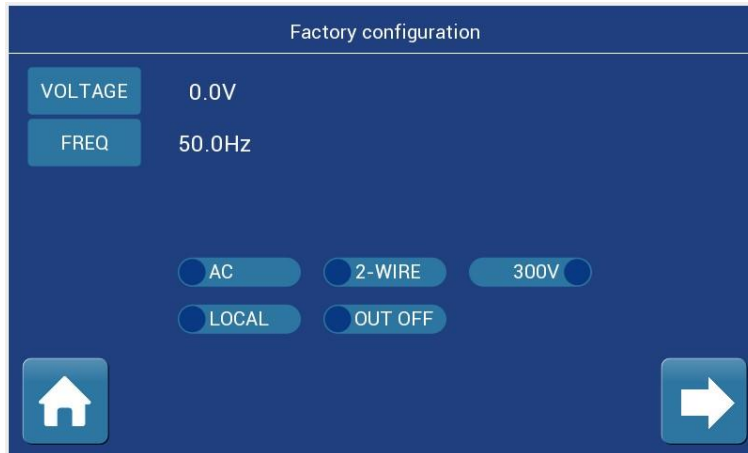 Factory configuration
VOLTAGE 0.0V
FREQ 50.0Hz
AC 2-WIRE 300V
LOCAL OUT OFF